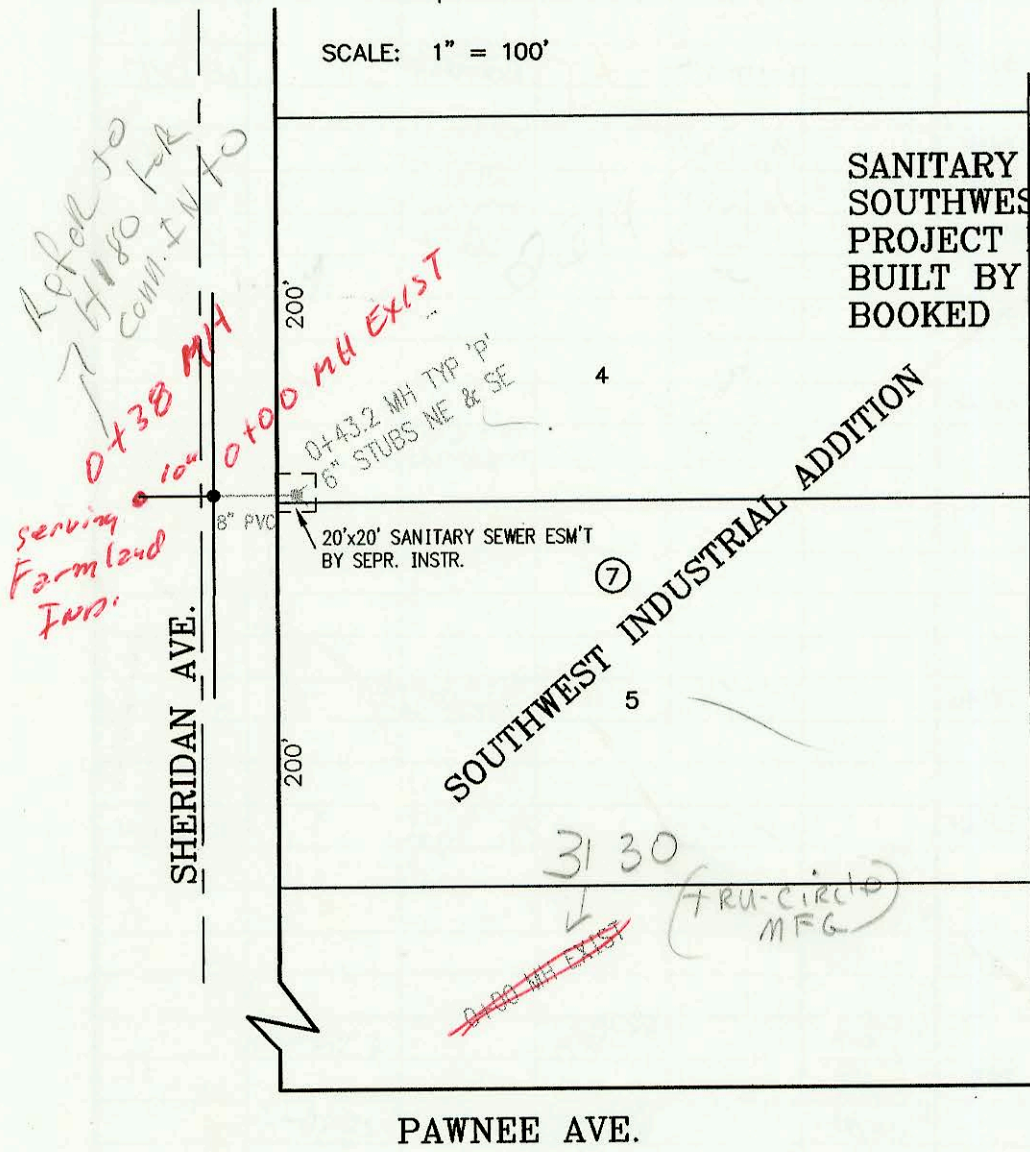 SCALE: 1" = 100'
SANITARY
SOUTHWES
PROJECT
BUILT BY
BOOKED
Refer to
H180 for
conn. INTO
0+38 MH
10"
0+00 MH EXIST
200'
0+43.2 MH TYP 'P'
6" STUBS NE & SE
4
8" PVC
serving
Farmland
IND.
20'x20' SANITARY SEWER ESM'T
BY SEPR. INSTR.
7
SOUTHWEST INDUSTRIAL ADDITION
5
SHERIDAN AVE.
200'
3130
(TRU-CIRCLE)
MFG
0+00 MH EXIST
PAWNEE AVE.